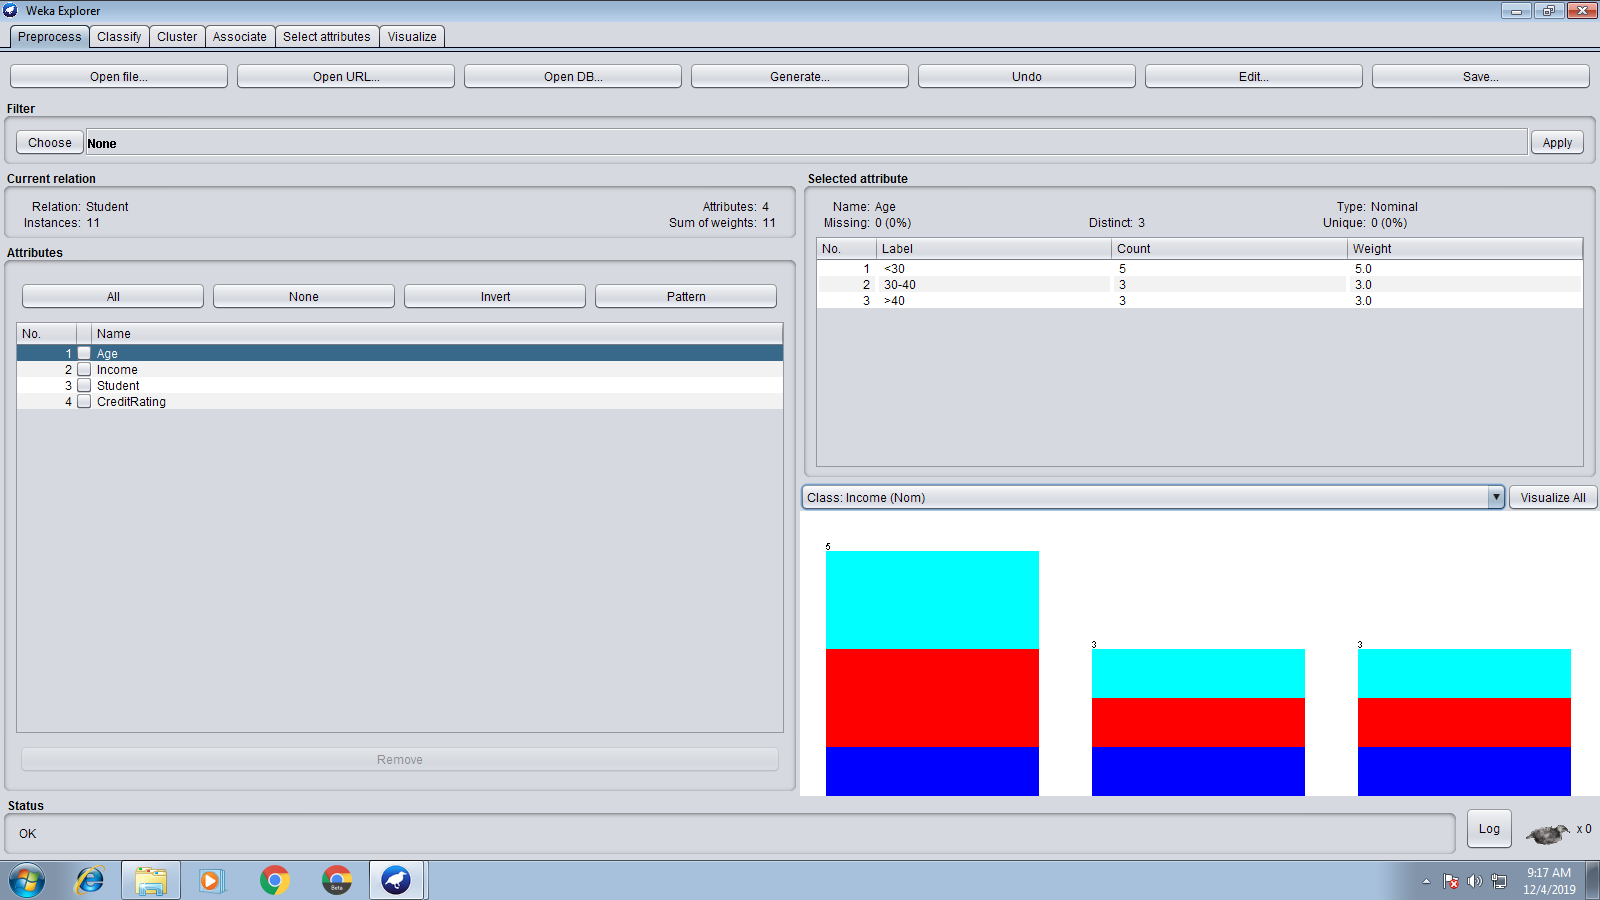 Weka Explorer
Preprocess Classify Cluster Associate Select attributes Visualize
Open file... Open URL... Open DB... Generate... Undo Edit... Save...
Filter
Choose None Apply
Current relation
Relation: Student Attributes: 4
Instances: 11 Sum of weights: 11
Attributes
All None Invert Pattern
No. Name
1 Age
2 Income
3 Student
4 CreditRating
Remove
Selected attribute
Name: Age Type: Nominal
Missing: 0 (0%) Distinct: 3 Unique: 0 (0%)
No. Label Count Weight
1 <30 5 5.0
2 30-40 3 3.0
3 >40 3 3.0
Class: Income (Nom) Visualize All
5
3 3
Status
OK
Log x 0
Beta
9:17 AM
12/4/2019